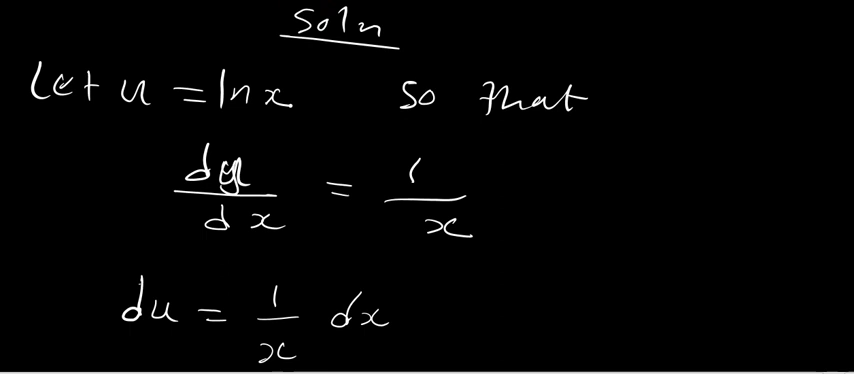 Soln
Let u = ln x so that
du/dx = 1/x
du = 1/x dx